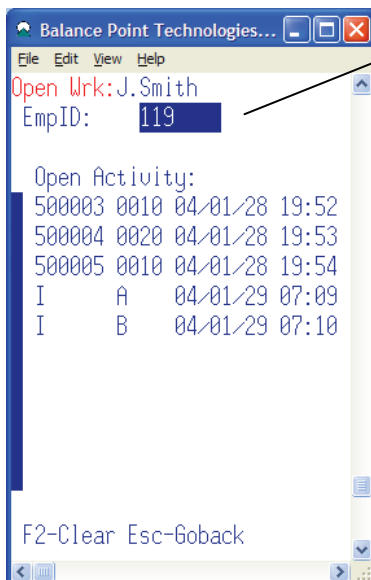 Balance Point Technologies...
File Edit View Help
Open Wrk:J.Smith
EmpID: 119
Open Activity:
500003 0010 04/01/28 19:52
500004 0020 04/01/28 19:53
500005 0010 04/01/28 19:54
I A 04/01/29 07:09
I B 04/01/29 07:10
F2-Clear Esc-Goback